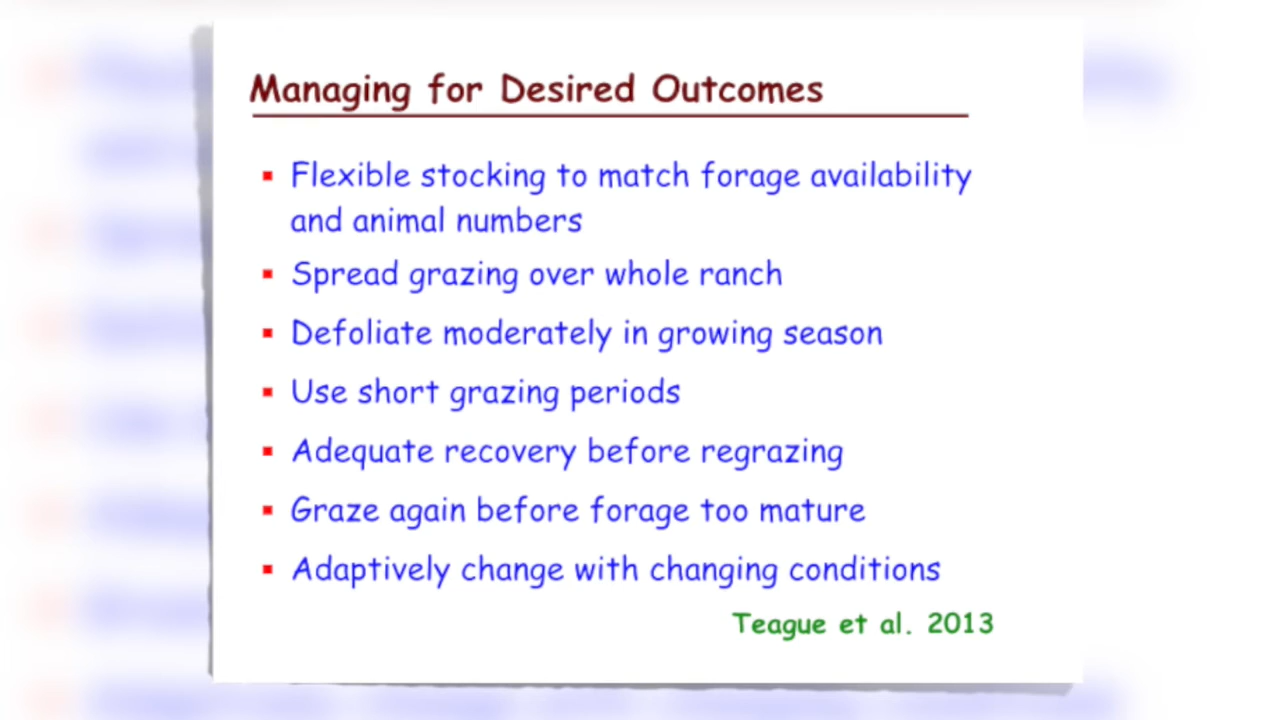 Managing for Desired Outcomes
Flexible stocking to match forage availability
and animal numbers
Spread grazing over whole ranch
Defoliate moderately in growing season
Use short grazing periods
Adequate recovery before regrazing
Graze again before forage too mature
Adaptively change with changing conditions
Teague et al. 2013